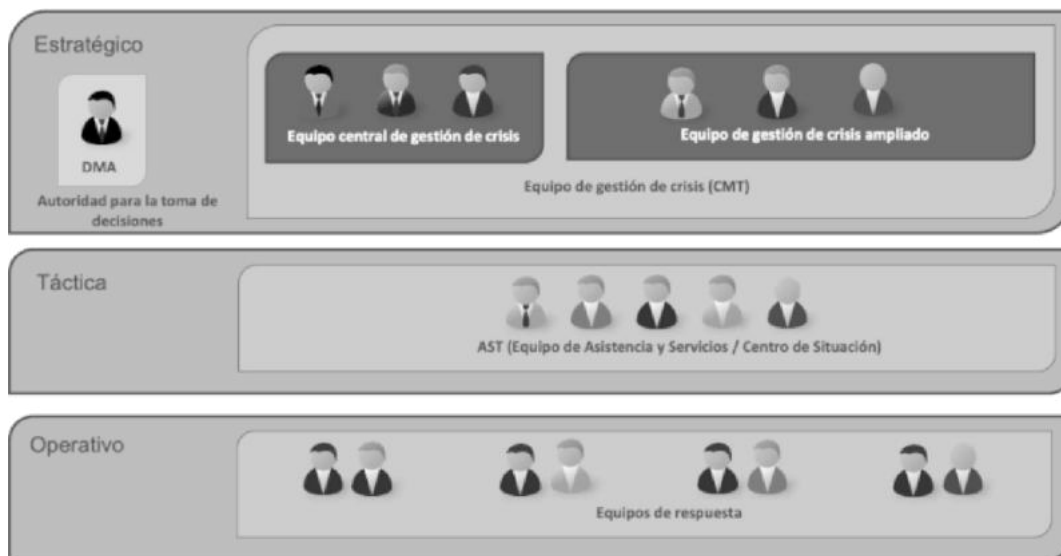 Estratégico
DMA
Autoridad para la toma de
decisiones
Equipo central de gestión de crisis
Equipo de gestión de crisis ampliado
Equipo de gestión de crisis (CMT)
Táctica
AST (Equipo de Asistencia y Servicios / Centro de Situación)
Operativo
Equipos de respuesta